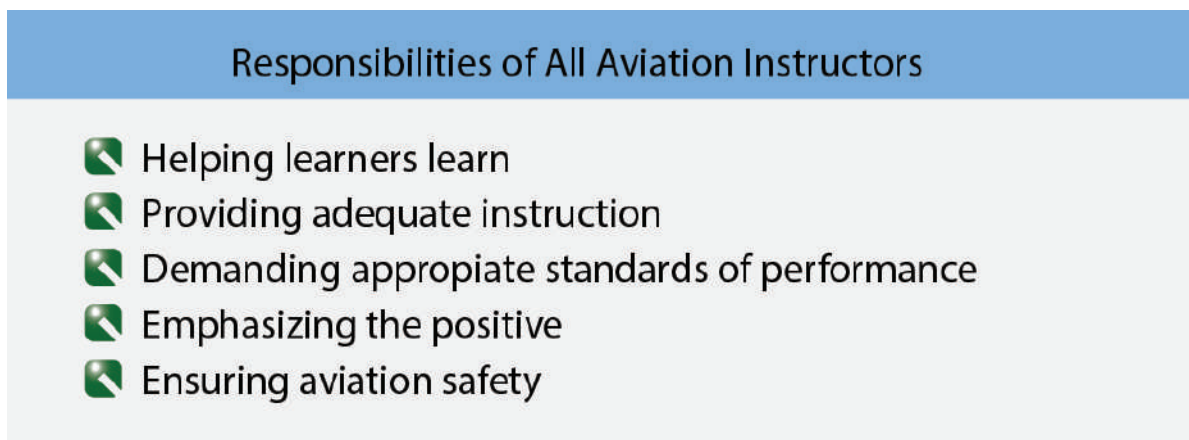 Responsibilities of All Aviation Instructors
Helping learners learn
Providing adequate instruction
Demanding appropiate standards of performance
Emphasizing the positive
Ensuring aviation safety